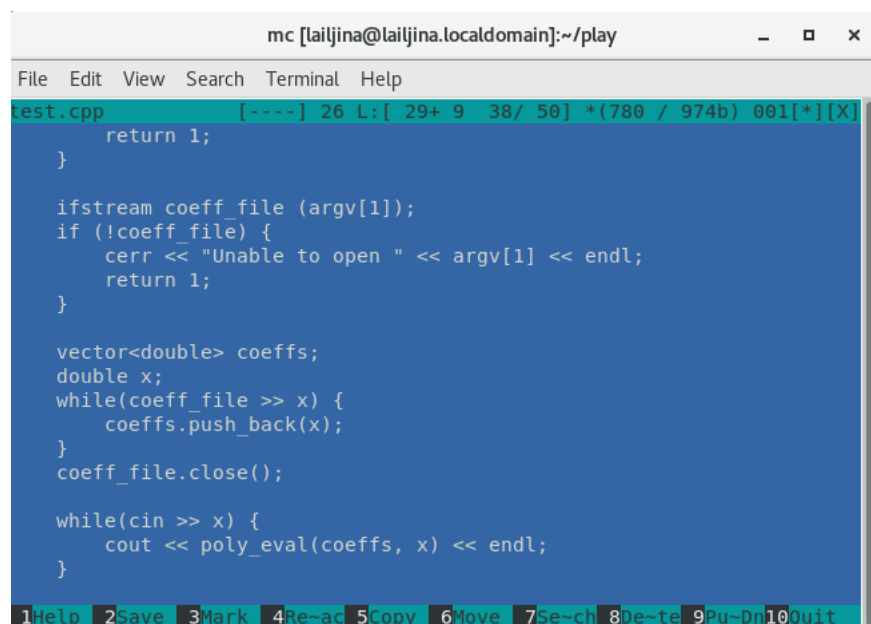 mc [lailjina@lailjina.localdomain]:~/play
File Edit View Search Terminal Help
test.cpp [----] 26 L:[ 29+ 9 38/ 50] *(780 / 974b) 001[*][X]
return 1;
}
ifstream coeff_file (argv[1]);
if (!coeff_file) {
cerr << "Unable to open " << argv[1] << endl;
return 1;
}
vector<double> coeffs;
double x;
while(coeff_file >> x) {
coeffs.push_back(x);
}
coeff_file.close();
while(cin >> x) {
cout << poly_eval(coeffs, x) << endl;
}
1Help 2Save 3Mark 4Re~ac 5Copy 6Move 7Se~ch 8De~te 9Pu~Dn 10Quit